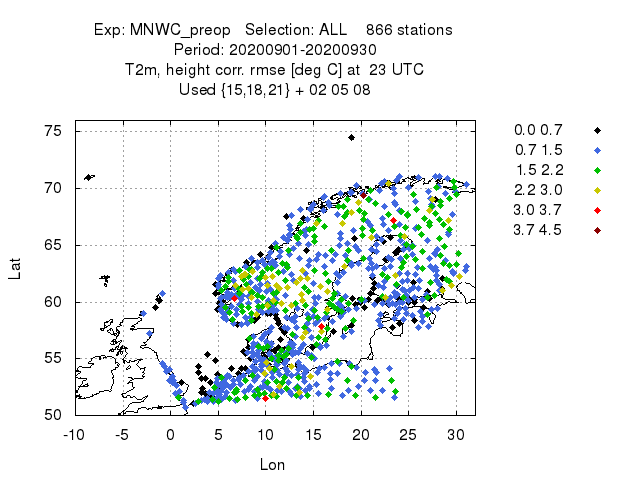 Exp: MNWC_preop   Selection: ALL    866 stations
Period: 20200901-20200930
T2m, height corr. rmse [deg C] at  23 UTC
Used {15,18,21} + 02 05 08
0.0 0.7
0.7 1.5
1.5 2.2
2.2 3.0
3.0 3.7
3.7 4.5
75
70
65
60
55
50
Lat
-10 -5 0 5 10 15 20 25 30
Lon